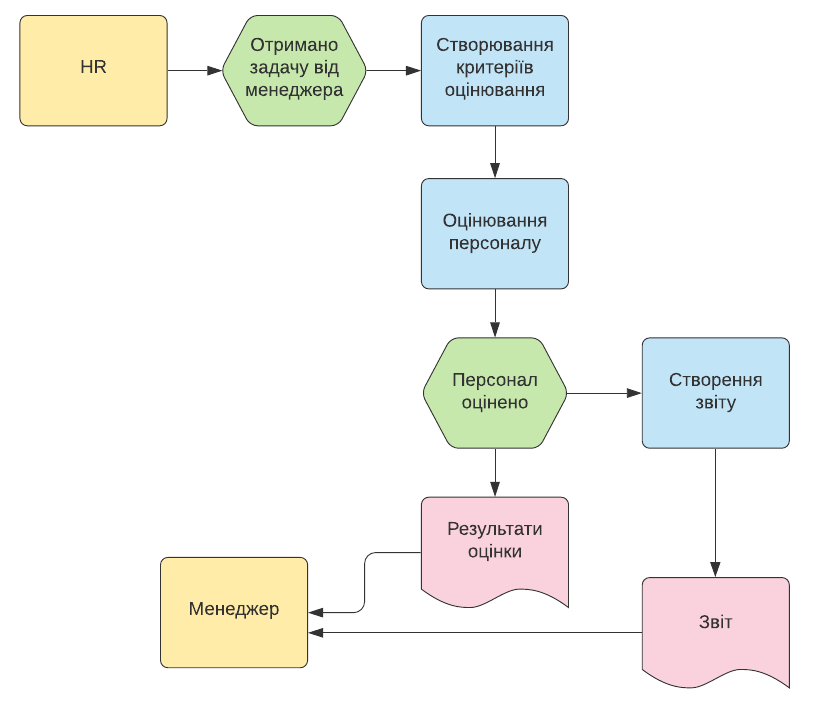 HR
Отримано
задачу від
менеджера
Створювання
критеріїв
оцінювання
Оцінювання
персоналу
Персонал
оцінено
Створення
звіту
Результати
оцінки
Менеджер
Звіт